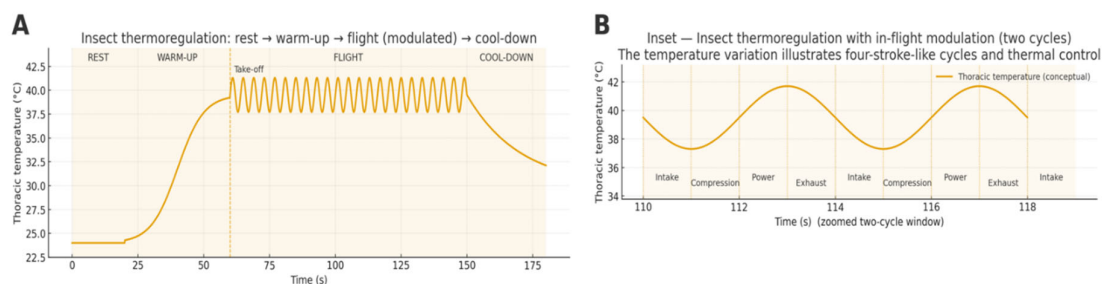 A
Insect thermoregulation: rest → warm-up → flight (modulated) → cool-down
REST WARM-UP FLIGHT COOL-DOWN
Take-off
Thoracic temperature (°C)
42.5
40.0
37.5
35.0
32.5
30.0
27.5
25.0
22.5
0 25 50 75 100 125 150 175
Time (s)
B
Inset — Insect thermoregulation with in-flight modulation (two cycles)
The temperature variation illustrates four-stroke-like cycles and thermal control
Thoracic temperature (conceptual)
Thoracic temperature (°C)
42
40
38
36
34
Intake Compression Power Exhaust Intake Compression Power Exhaust Intake
110 112 114 116 118
Time (s) (zoomed two-cycle window)